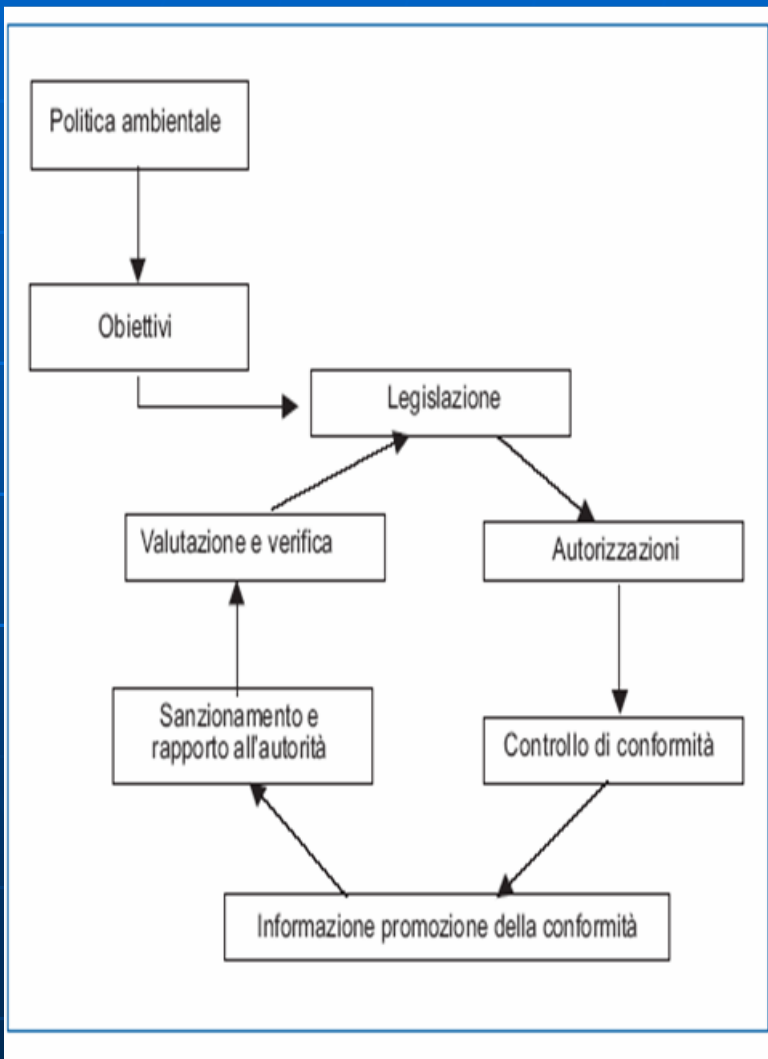 Politica ambientale
Obiettivi
Legislazione
Valutazione e verifica
Autorizzazioni
Sanzionamento e
rapporto all'autorità
Controllo di conformità
Informazione promozione della conformità